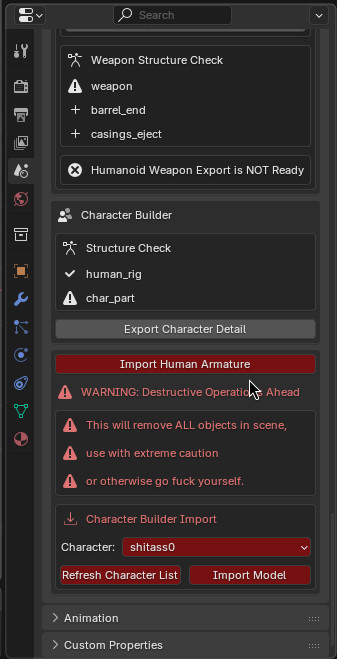 Search
Weapon Structure Check
weapon
barrel_end
casings_eject
Humanoid Weapon Export is NOT Ready
Character Builder
Structure Check
human_rig
char_part
Export Character Detail
Import Human Armature
WARNING: Destructive Operations Ahead
This will remove ALL objects in scene,
use with extreme caution
or otherwise go fuck yourself.
Character Builder Import
Character: shitass0
Refresh Character List Import Model
Animation
Custom Properties